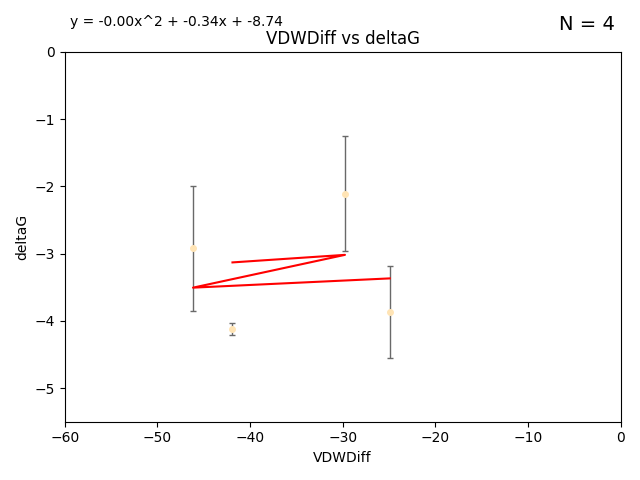 y = -0.00x^2 + -0.34x + -8.74
N = 4
VDWDiff vs deltaG
0
−1
−2
−3
−4
−5
deltaG
−60 −50 −40 −30 −20 −10 0
VDWDiff